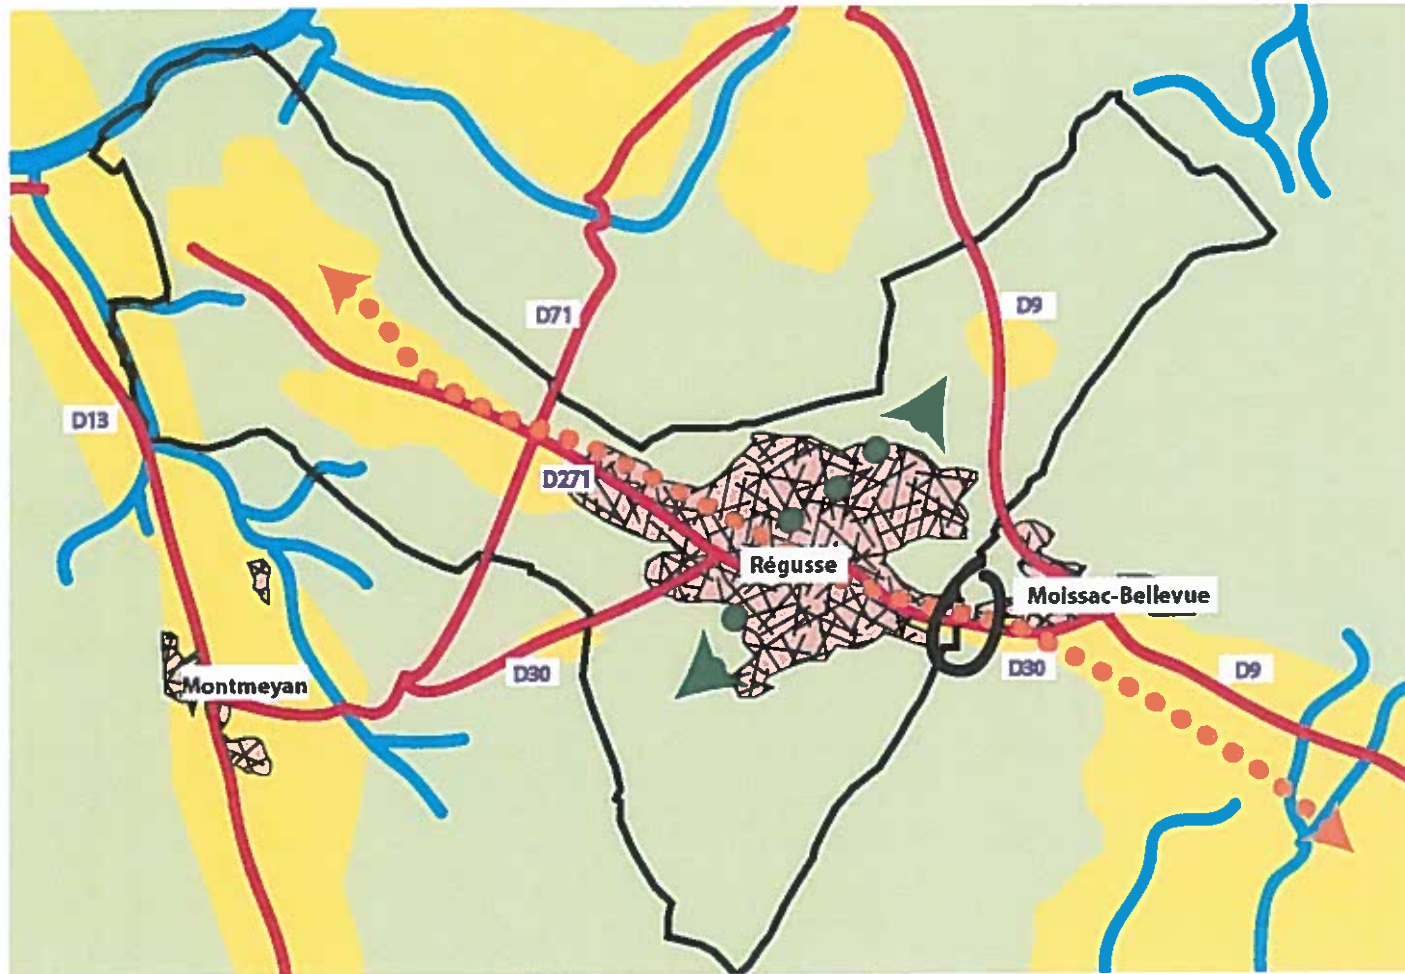 D71
D9
D13
D271
Régusse
Moissac-Bellevue
Montmeyan
D30
D30
D9